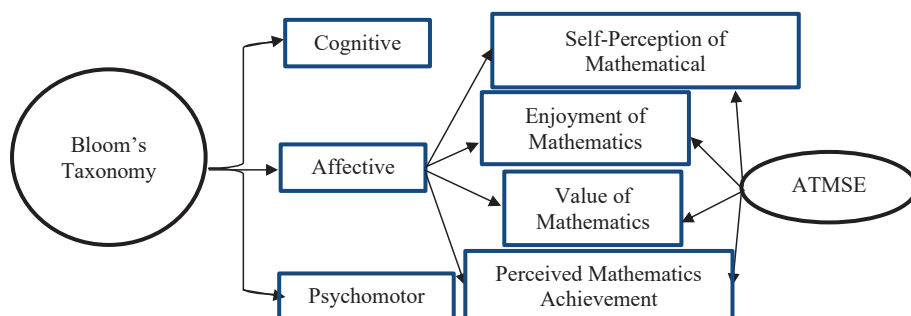 Cognitive
Self-Perception of
Mathematical
Bloom's
Taxonomy
Enjoyment of
Mathematics
Affective
Value of
Mathematics
ATMSE
Psychomotor
Perceived Mathematics
Achievement